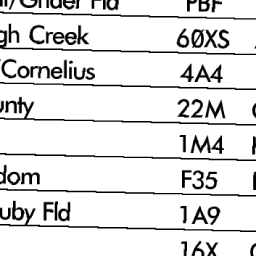 Grider Fld PBF
gh Creek 60XS
/Cornelius 4A4
unty 22M
1M4
dom F35
uby Fld 1A9
16X